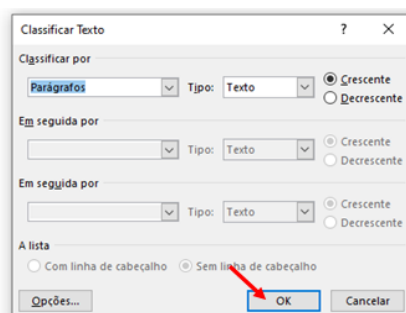 Classificar Texto ? ×
Classificar por
Parágrafos Tipo: Texto Crescente
Decrescente
Em seguida por
Tipo: Texto Crescente
Decrescente
Em seguida por
Tipo: Texto Crescente
Decrescente
A lista
Com linha de cabeçalho Sem linha de cabeçalho
Opções... OK Cancelar